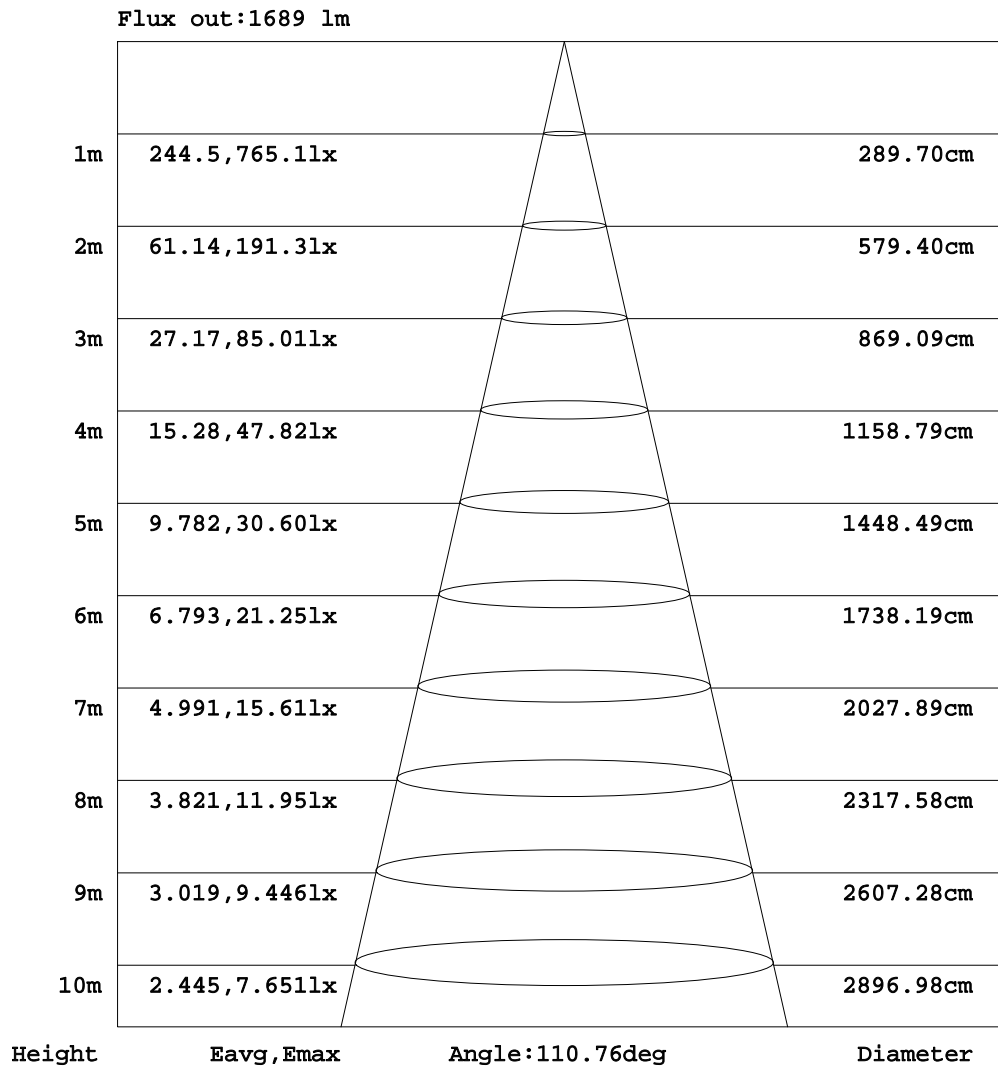 Flux out:1689 lm
1m 244.5,765.1lx 289.70cm
2m 61.14,191.3lx 579.40cm
3m 27.17,85.01lx 869.09cm
4m 15.28,47.82lx 1158.79cm
5m 9.782,30.60lx 1448.49cm
6m 6.793,21.25lx 1738.19cm
7m 4.991,15.61lx 2027.89cm
8m 3.821,11.95lx 2317.58cm
9m 3.019,9.446lx 2607.28cm
10m 2.445,7.651lx 2896.98cm
Height Eavg,Emax Angle:110.76deg Diameter